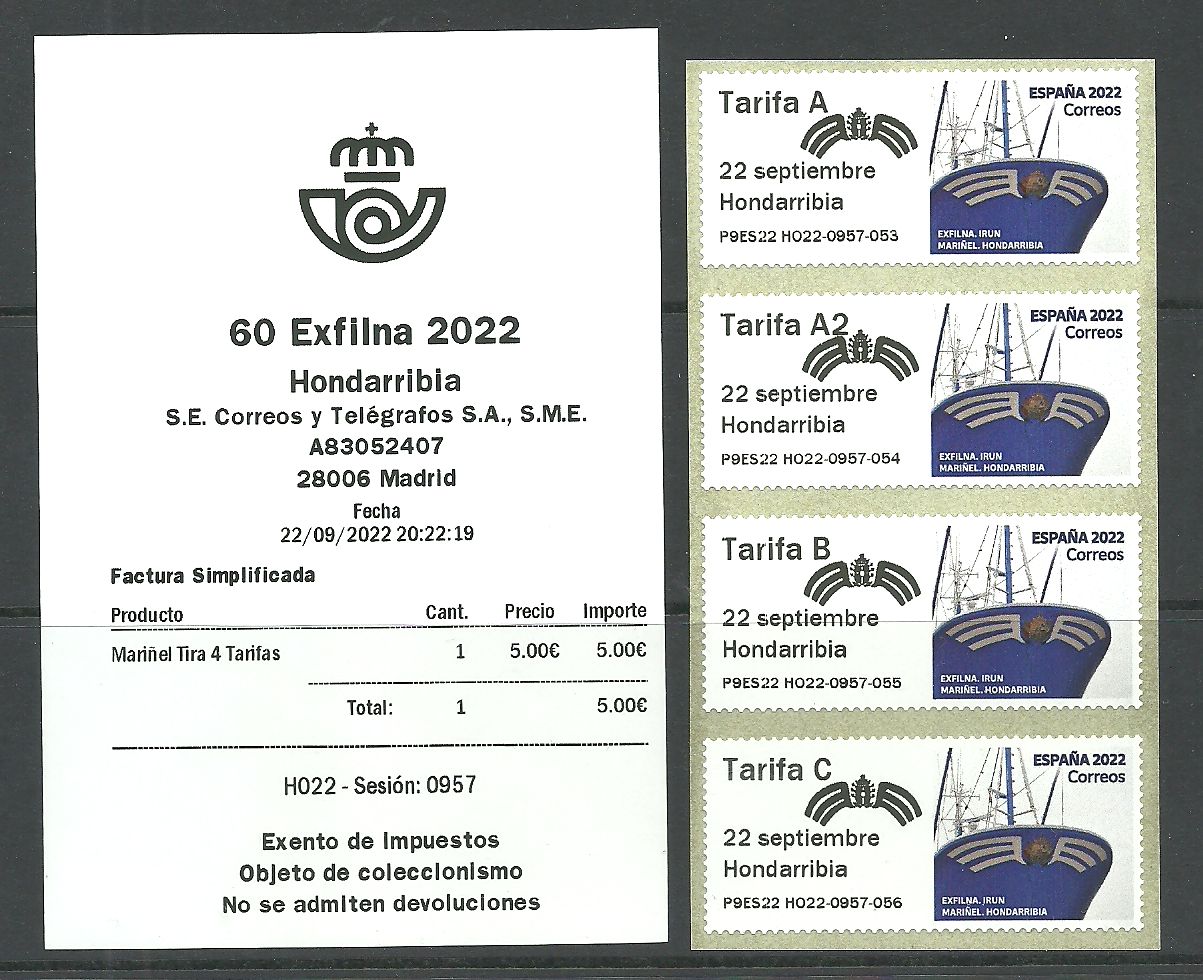 60 Exfilna 2022
Hondarribia
S.E. Correos y Telégrafos S.A., S.M.E.
A83052407
28006 Madrid
Fecha
22/09/2022 20:22:19
Factura Simplificada
Producto Cant. Precio Importe
Mariñel Tira 4 Tarifas 1 5.00€ 5.00€
Total: 1 5.00€
H022 - Sesión: 0957
Exento de Impuestos
Objeto de coleccionismo
No se admiten devoluciones
Tarifa A
22 septiembre
Hondarribia
P9ES22 H022-0957-053
ESPAÑA 2022
Correos
EXFILNA. IRUN
MARIÑEL. HONDARRIBIA
Tarifa A2
22 septiembre
Hondarribia
P9ES22 H022-0957-054
ESPAÑA 2022
Correos
EXFILNA. IRUN
MARIÑEL. HONDARRIBIA
Tarifa B
22 septiembre
Hondarribia
P9ES22 H022-0957-055
ESPAÑA 2022
Correos
EXFILNA. IRUN
MARIÑEL. HONDARRIBIA
Tarifa C
22 septiembre
Hondarribia
P9ES22 H022-0957-056
ESPAÑA 2022
Correos
EXFILNA. IRUN
MARIÑEL. HONDARRIBIA